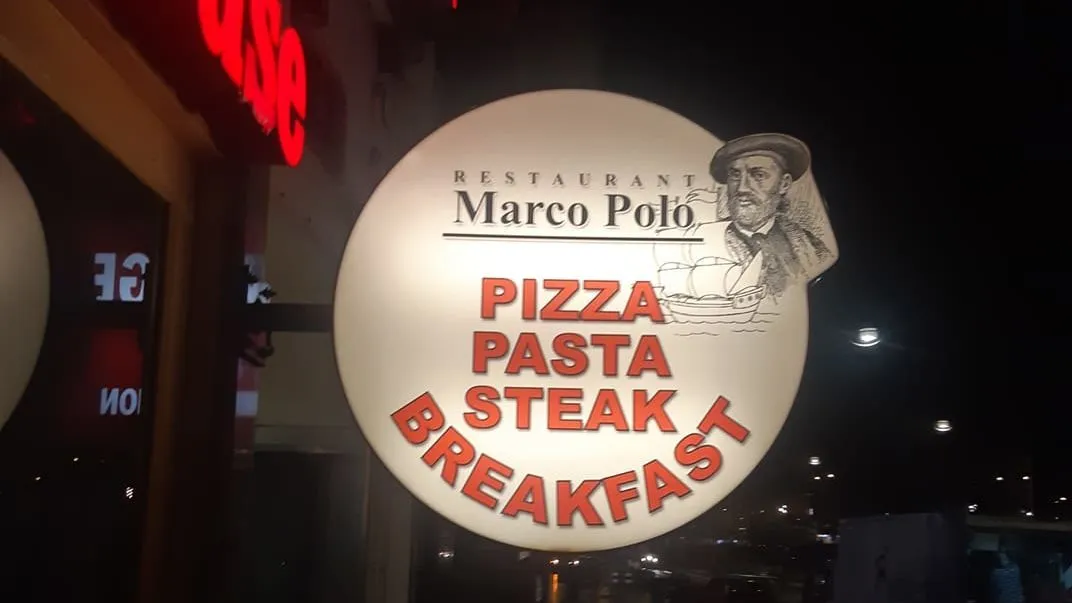 RESTAURANT
Marco Polo
PIZZA
PASTA
STEAK
BREAKFAST